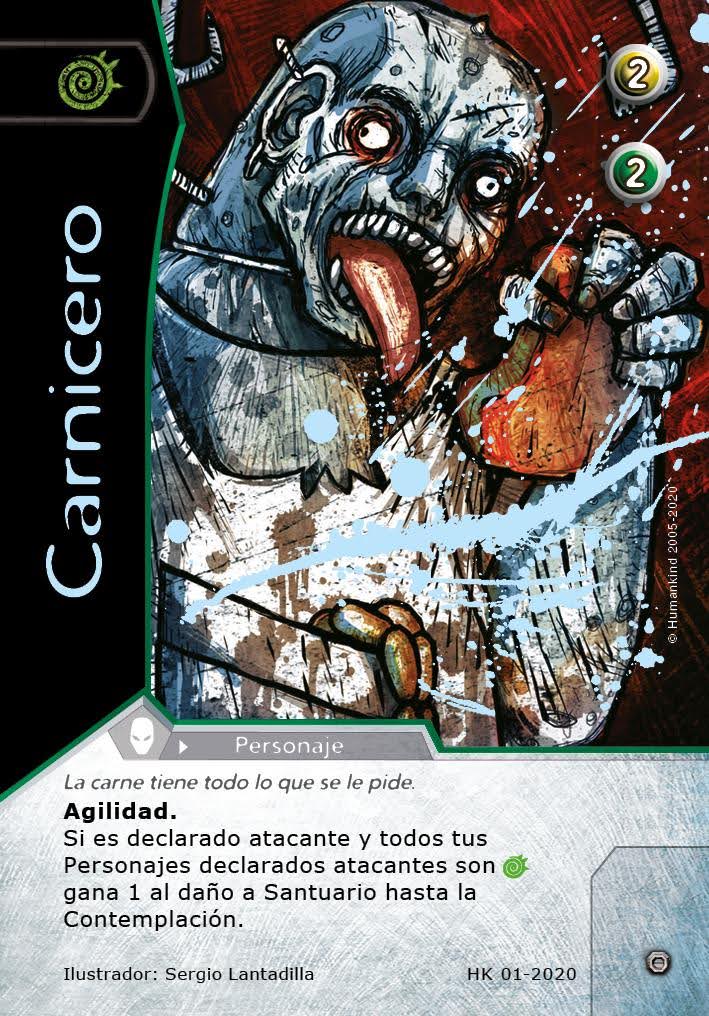 2
2
Carnicero
© Humankind 2005-2020
Personaje
La carne tiene todo lo que se le pide.
Agilidad.
Si es declarado atacante y todos tus
Personajes declarados atacantes son
gana 1 al daño a Santuario hasta la
Contemplación.
Ilustrador: Sergio Lantadilla
HK 01-2020